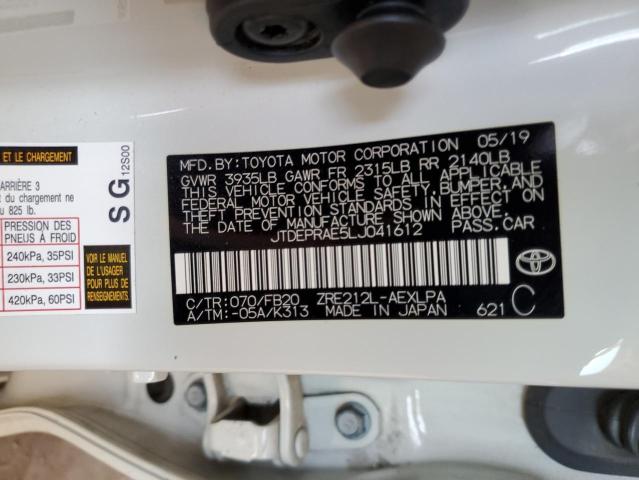 ET LE CHARGEMENT
ARRIÈRE 3
t du chargement ne
u 825 lb.
PRESSION DES
PNEUS À FROID
240kPa, 35PSI
230kPa, 33PSI
420kPa, 60PSI
SG 12S00
VOIR LE MANUEL
DE L'USAGER
POUR PLUS DE
RENSEIGNEMENTS
MFD. BY: TOYOTA MOTOR CORPORATION 05/19
GVWR 3935LB GAWR FR 2315LB RR 2140LB
THIS VEHICLE CONFORMS TO ALL APPLICABLE
FEDERAL MOTOR VEHICLE SAFETY, BUMPER, AND
THEFT PREVENTION STANDARDS IN EFFECT ON
THE DATE OF MANUFACTURE SHOWN ABOVE.
JTDEPRAE5LJ041612 PASS.CAR
C/TR:070/FB20 ZRE212L-AEXLPA
A/TM:-05A/K313 MADE IN JAPAN 621 C